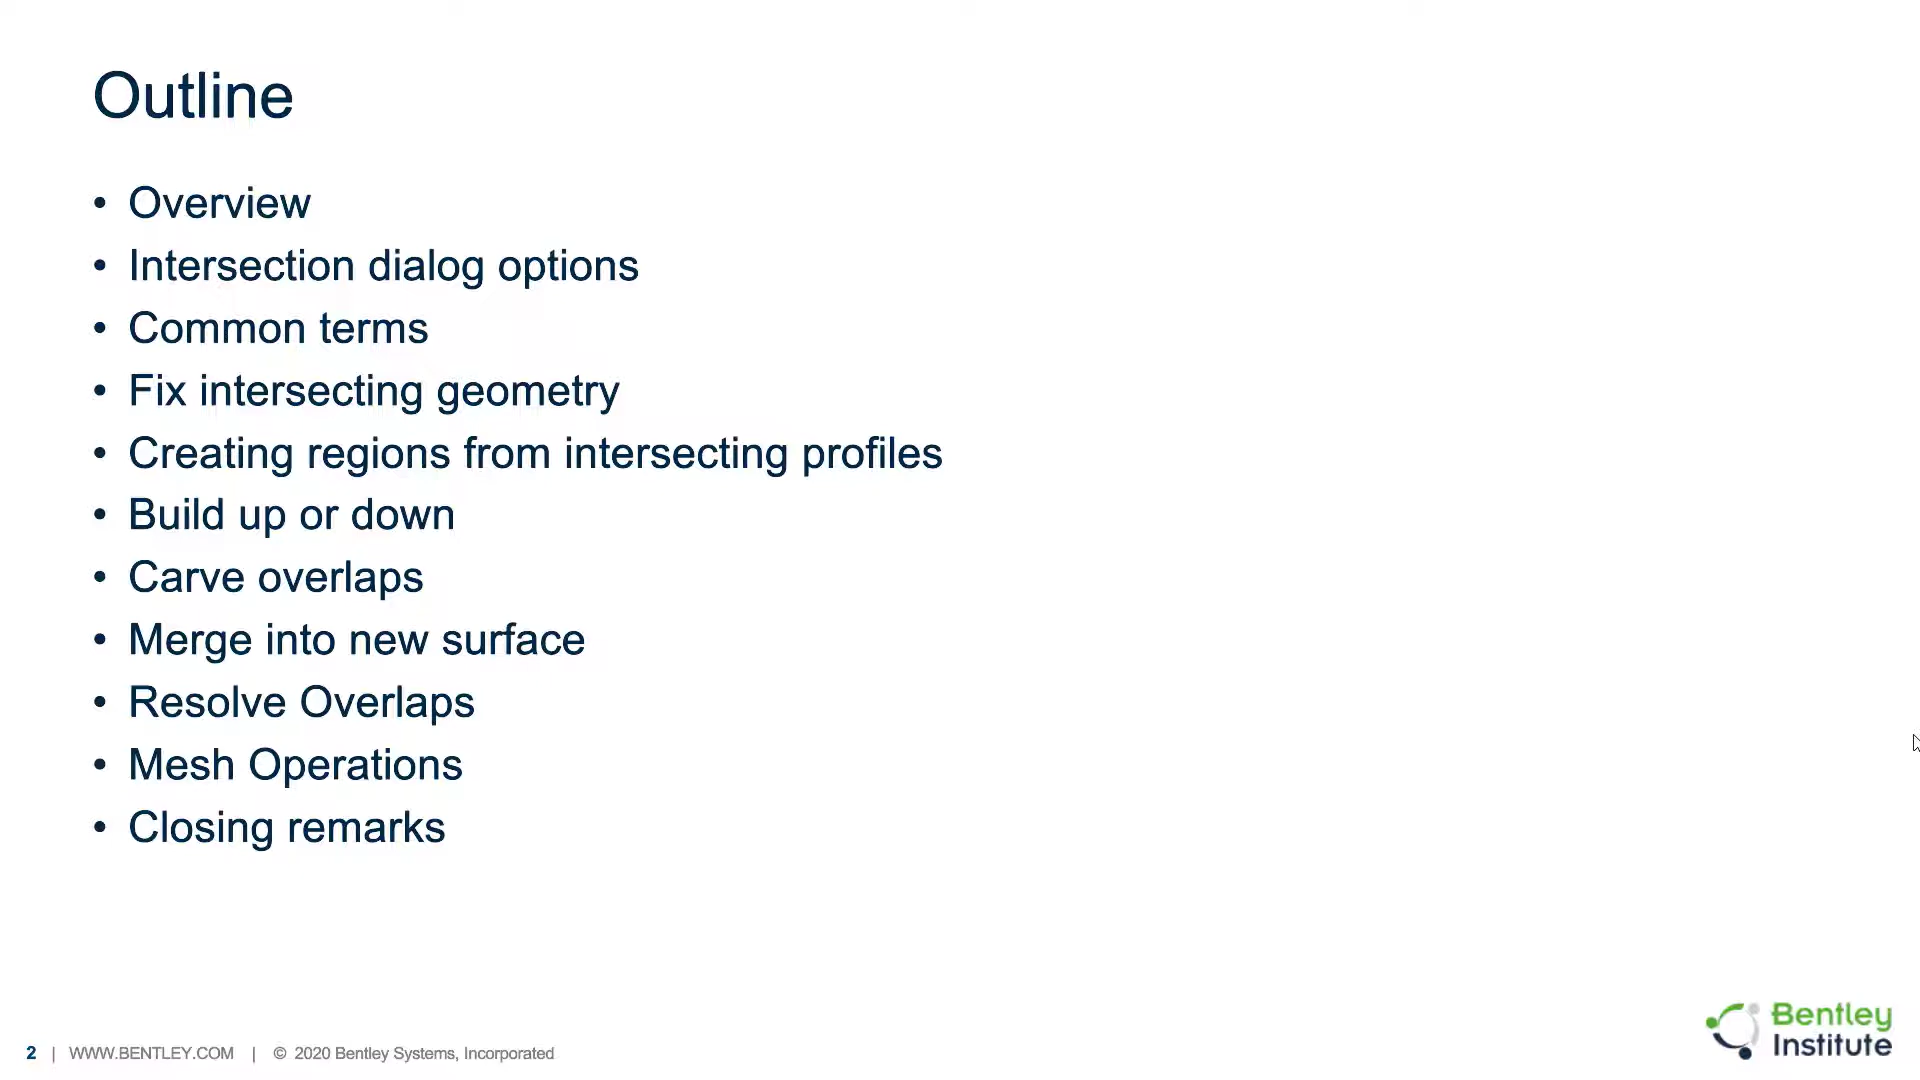 Outline
• Overview
• Intersection dialog options
• Common terms
• Fix intersecting geometry
• Creating regions from intersecting profiles
• Build up or down
• Carve overlaps
• Merge into new surface
• Resolve Overlaps
• Mesh Operations
• Closing remarks
2 | WWW.BENTLEY.COM | © 2020 Bentley Systems, Incorporated
Bentley
Institute